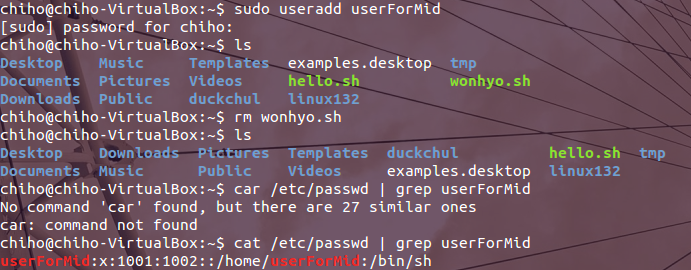 chiho@chiho-VirtualBox:~$ sudo useradd userForMid
[sudo] password for chiho:
chiho@chiho-VirtualBox:~$ ls
Desktop    Music     Templates  examples.desktop  tmp
Documents  Pictures  Videos     hello.sh          wonhyo.sh
Downloads  Public    duckchul   linux132
chiho@chiho-VirtualBox:~$ rm wonhyo.sh
chiho@chiho-VirtualBox:~$ ls
Desktop    Downloads  Pictures  Templates  duckchul          hello.sh  tmp
Documents  Music      Public    Videos     examples.desktop  linux132
chiho@chiho-VirtualBox:~$ car /etc/passwd | grep userForMid
No command 'car' found, but there are 27 similar ones
car: command not found
chiho@chiho-VirtualBox:~$ cat /etc/passwd | grep userForMid
userForMid:x:1001:1002::/home/userForMid:/bin/sh